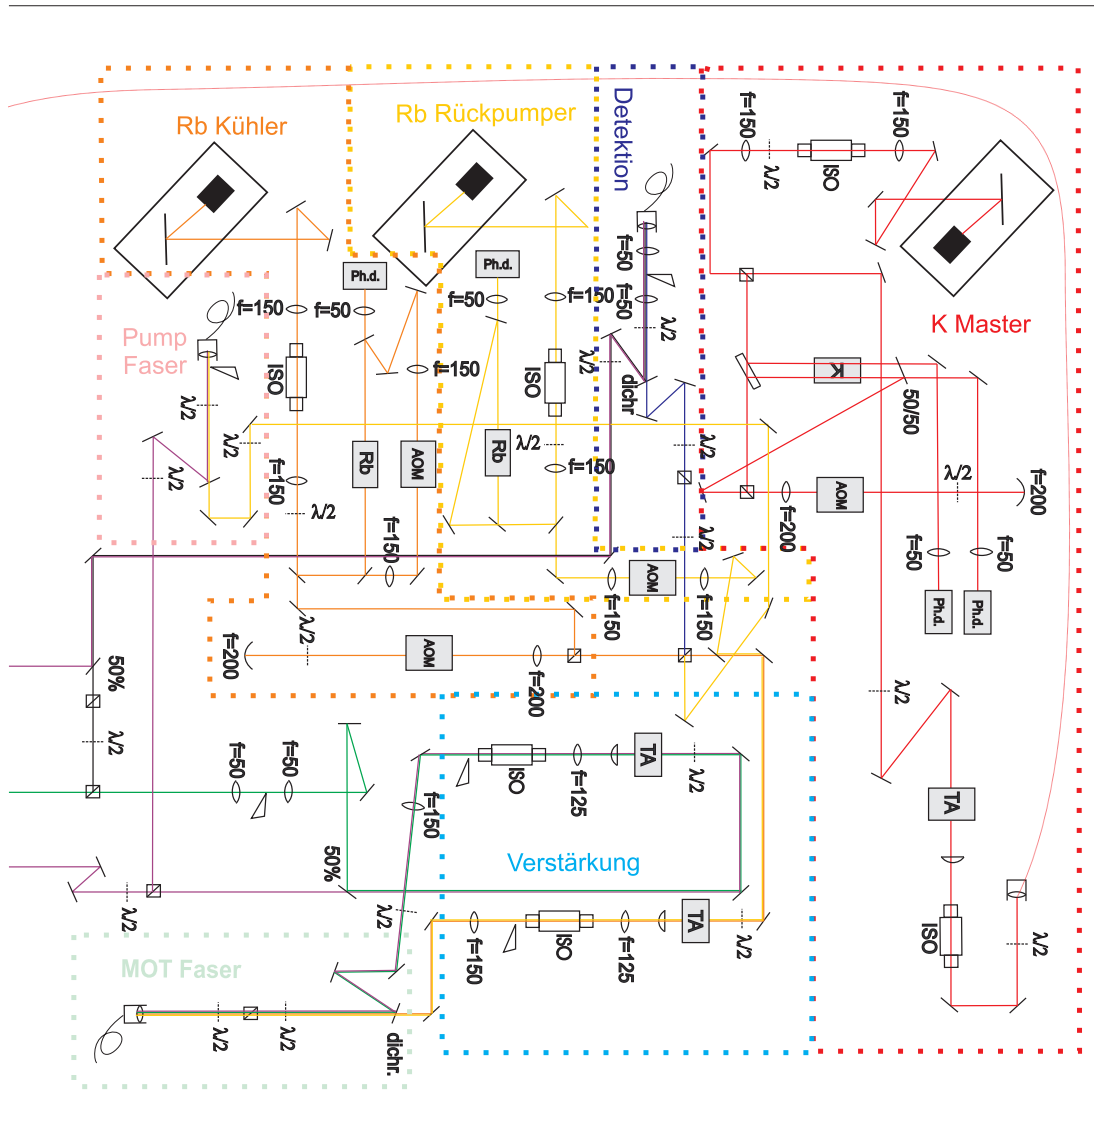 Rb Kühler
Rb Rückpumper
Detektion
K Master
Pump
Faser
Verstärkung
MOT Faser
f=150
λ/2
ISO
f=150
Ph.d.
f=50
f=150
f=150
ISO
f=150
λ/2
Rb
AOM
f=150
Ph.d.
f=50
f=150
ISO
λ/2
Rb
f=150
f=50
f=50
λ/2
λ/2
dichr
λ/2
λ/2
λ/2
λ/2
λ/2
K
50/50
f=200
AOM
λ/2
f=200
f=50
f=50
Ph.d.
Ph.d.
f=150
AOM
f=150
λ/2
f=200
AOM
f=200
50%
λ/2
f=50
f=50
f=150
ISO
f=125
TA
λ/2
50%
λ/2
λ/2
f=150
ISO
f=125
TA
λ/2
λ/2
λ/2
dichr.
λ/2
TA
ISO
λ/2